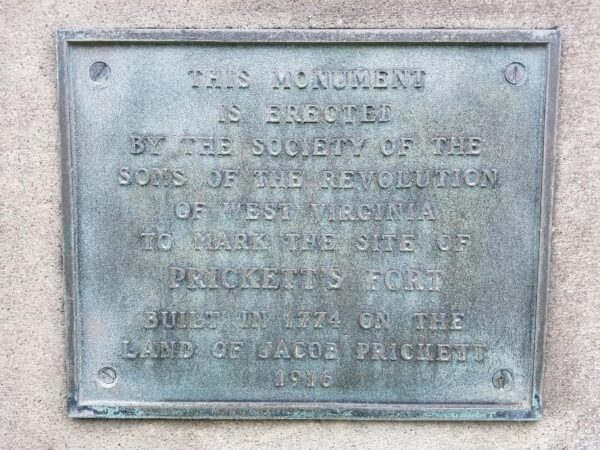 THIS MONUMENT
IS ERECTED
BY THE SOCIETY OF THE
SONS OF THE REVOLUTION
OF WEST VIRGINIA
TO MARK THE SITE OF
PRICKETT'S FORT
BUILT IN 1774 ON THE
LAND OF JACOB PRICKETT
1916